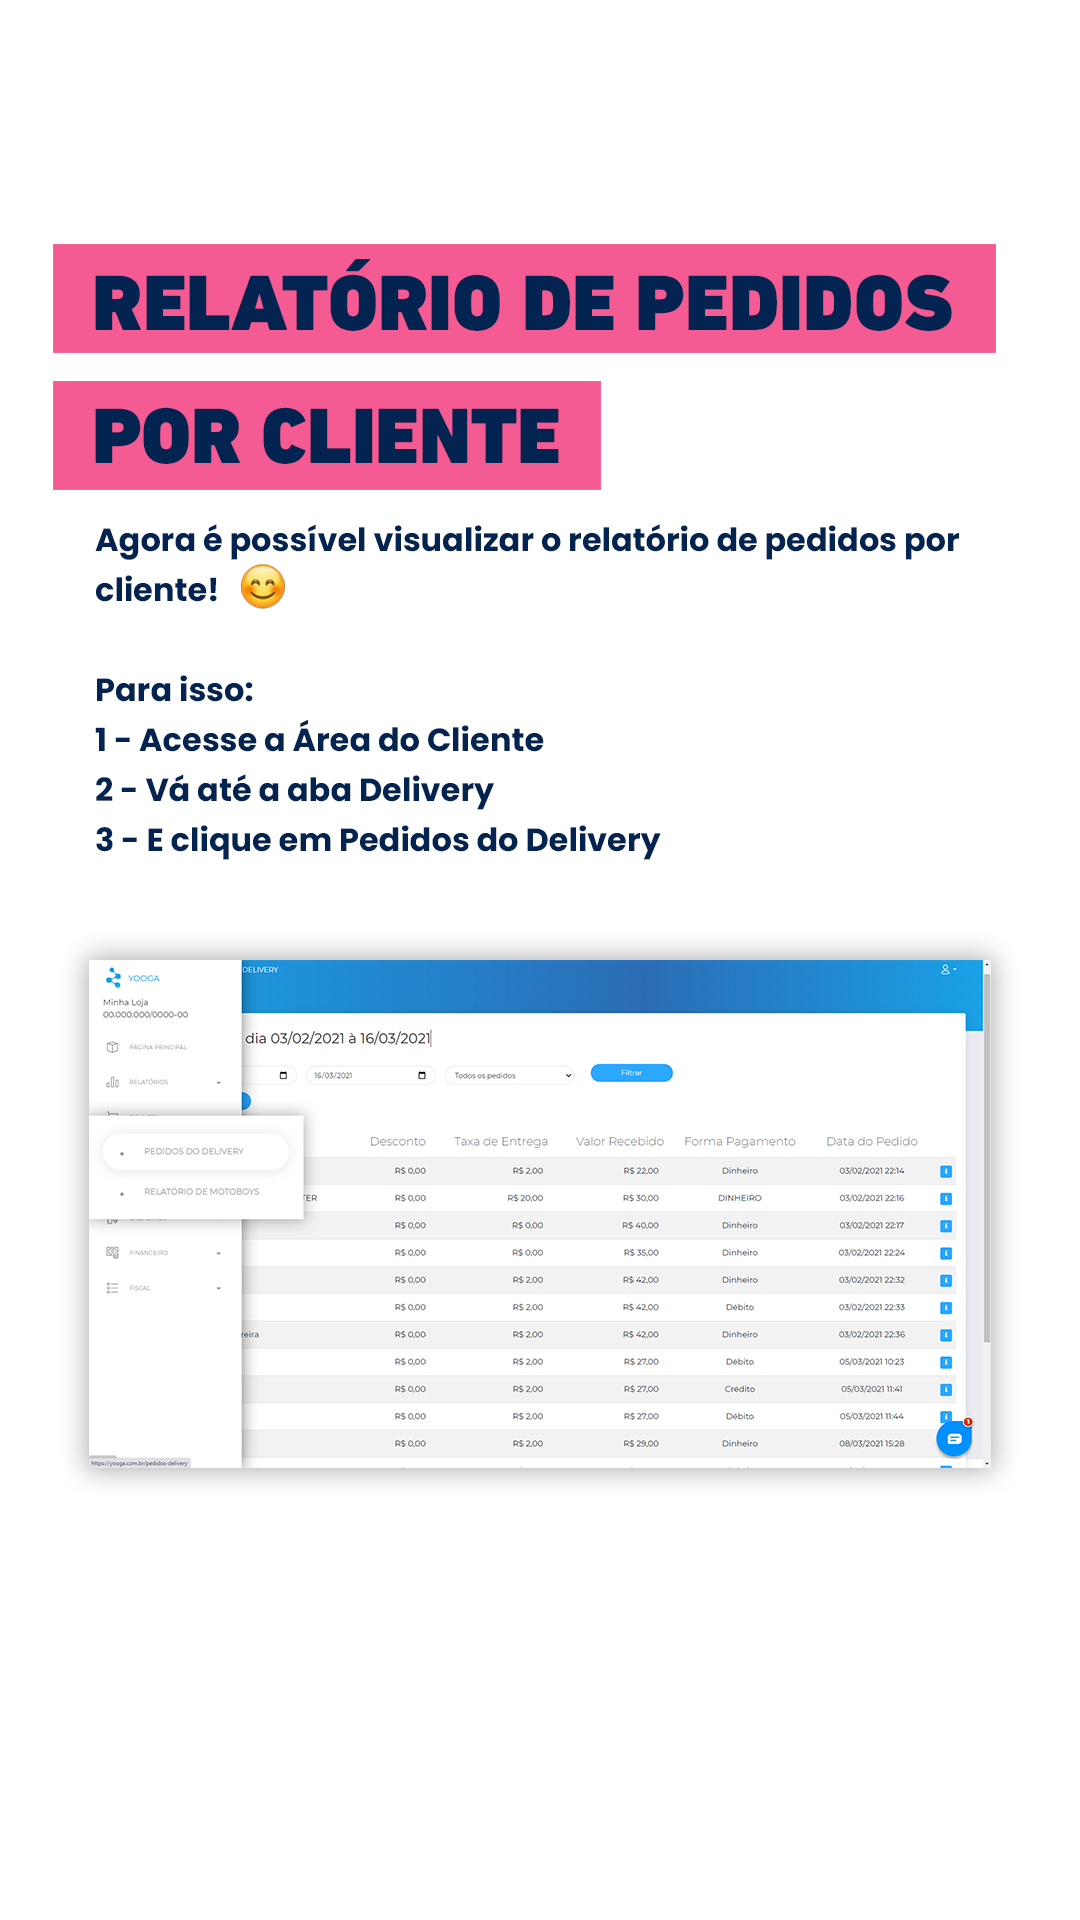 RELATÓRIO DE PEDIDOS
POR CLIENTE
Agora é possível visualizar o relatório de pedidos por
cliente! 😊
Para isso:
1 - Acesse a Área do Cliente
2 - Vá até a aba Delivery
3 - E clique em Pedidos do Delivery
YOOGA
DELIVERY
Minha Loja
00.000.000/0000-00
dia 03/02/2021 à 16/03/2021
PÁGINA PRINCIPAL
16/03/2021 Todos os pedidos Filtrar
RELATÓRIOS
PEDIDOS DO DELIVERY
RELATÓRIO DE MOTOBOYS
FINANCEIRO
FISCAL
Desconto Taxa de Entrega Valor Recebido Forma Pagamento Data do Pedido
R$ 0,00 R$ 2,00 R$ 22,00 Dinheiro 03/02/2021 22:14
TER R$ 0,00 R$ 20,00 R$ 30,00 DINHEIRO 03/02/2021 22:16
R$ 0,00 R$ 0,00 R$ 40,00 Dinheiro 03/02/2021 22:17
R$ 0,00 R$ 0,00 R$ 35,00 Dinheiro 03/02/2021 22:24
R$ 0,00 R$ 2,00 R$ 42,00 Dinheiro 03/02/2021 22:32
R$ 0,00 R$ 2,00 R$ 42,00 Débito 03/02/2021 22:33
reira R$ 0,00 R$ 2,00 R$ 42,00 Dinheiro 03/02/2021 22:36
R$ 0,00 R$ 2,00 R$ 27,00 Débito 05/03/2021 10:23
R$ 0,00 R$ 2,00 R$ 27,00 Crédito 05/03/2021 11:41
R$ 0,00 R$ 2,00 R$ 27,00 Débito 05/03/2021 11:44
R$ 0,00 R$ 2,00 R$ 29,00 Dinheiro 08/03/2021 15:28
1
https://yooga.com.br/pedidos-delivery